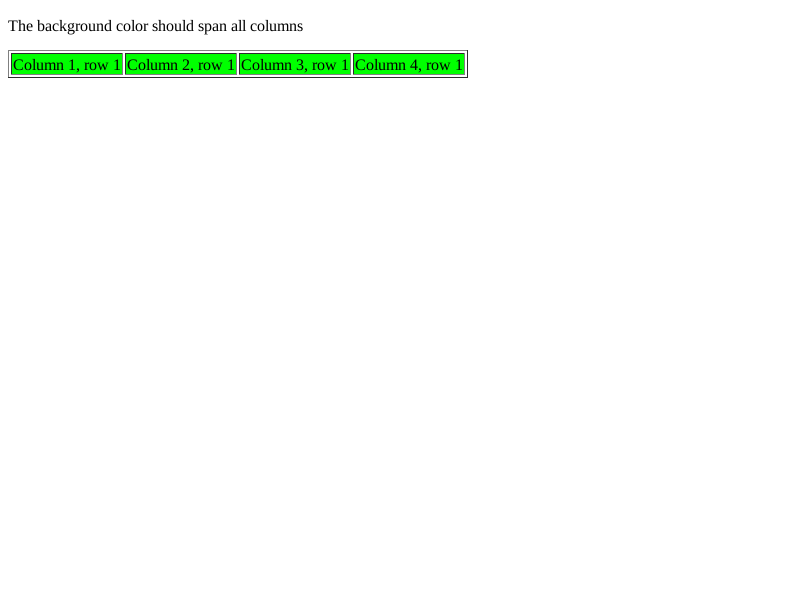 The background color should span all columns
Column 1, row 1 Column 2, row 1 Column 3, row 1 Column 4, row 1